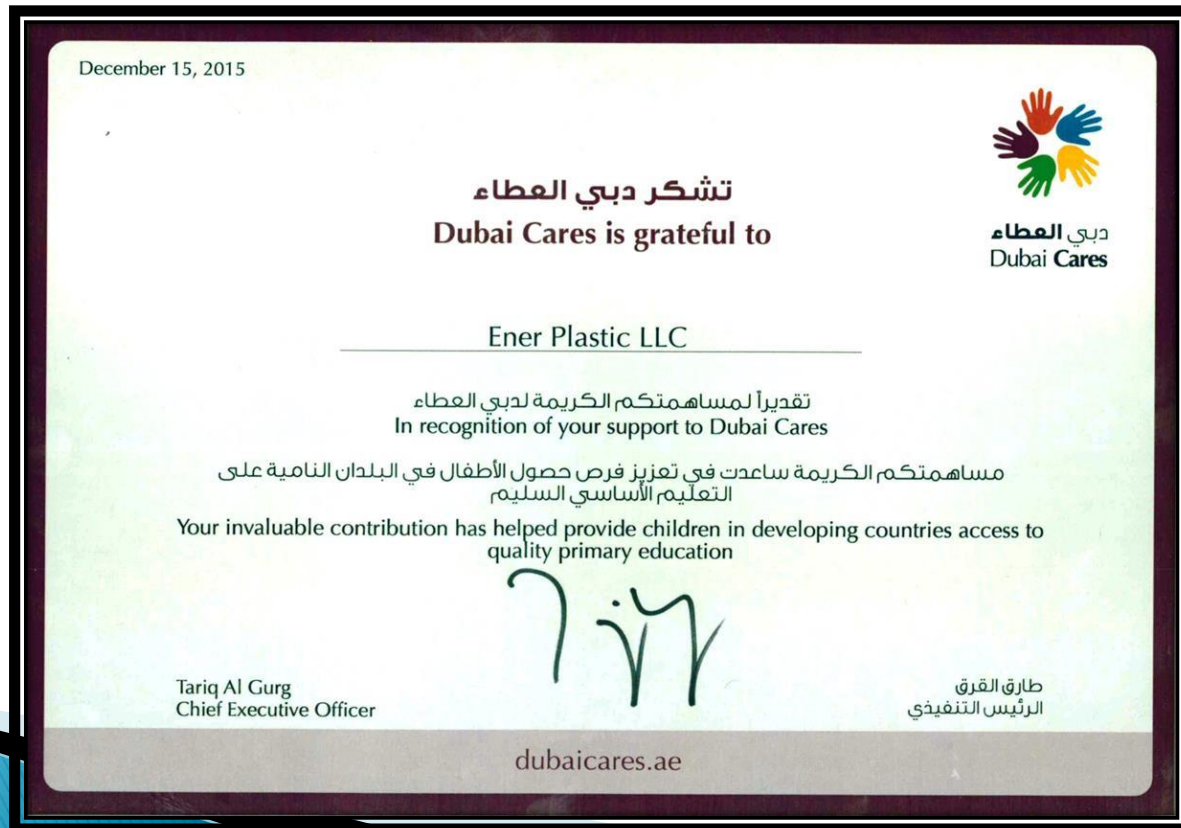 December 15, 2015
تشكر دبي العطاء
Dubai Cares is grateful to
دبي العطاء
Dubai Cares
Ener Plastic LLC
تقديراً لمساهمتكم الكريمة لدبي العطاء
In recognition of your support to Dubai Cares
مساهمتكم الكريمة ساعدت في تعزيز فرص حصول الأطفال في البلدان النامية على
التعليم الأساسي السليم
Your invaluable contribution has helped provide children in developing countries access to
quality primary education
Tariq Al Gurg
Chief Executive Officer
طارق القرق
الرئيس التنفيذي
dubaicares.ae